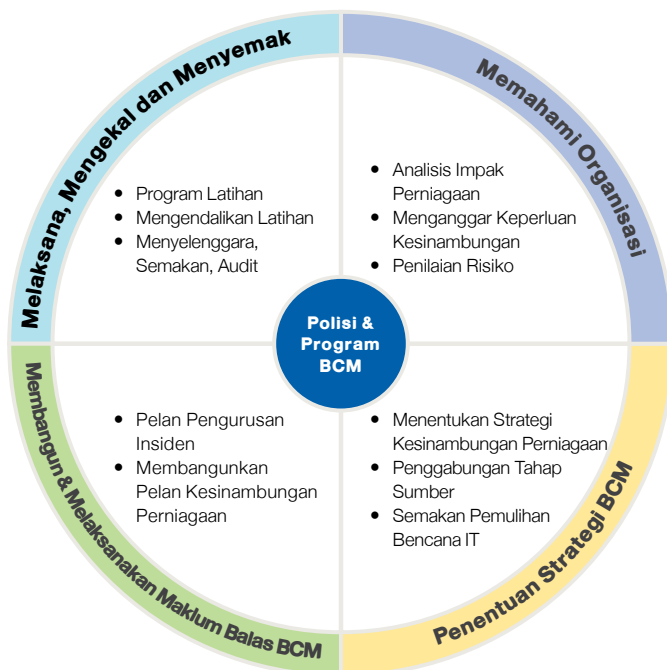 Melaksana, Mengekal dan Menyemak
• Program Latihan
• Mengendalikan Latihan
• Menyelenggara,
Semakan, Audit
Memahami Organisasi
• Analisis Impak
Perniagaan
• Menganggar Keperluan
Kesinambungan
• Penilaian Risiko
Polisi &
Program
BCM
Membangun & Melaksanakan Maklum Balas BCM
• Pelan Pengurusan
Insiden
• Membangunkan
Pelan Kesinambungan
Perniagaan
Penentuan Strategi BCM
• Menentukan Strategi
Kesinambungan Perniagaan
• Penggabungan Tahap
Sumber
• Semakan Pemulihan
Bencana IT